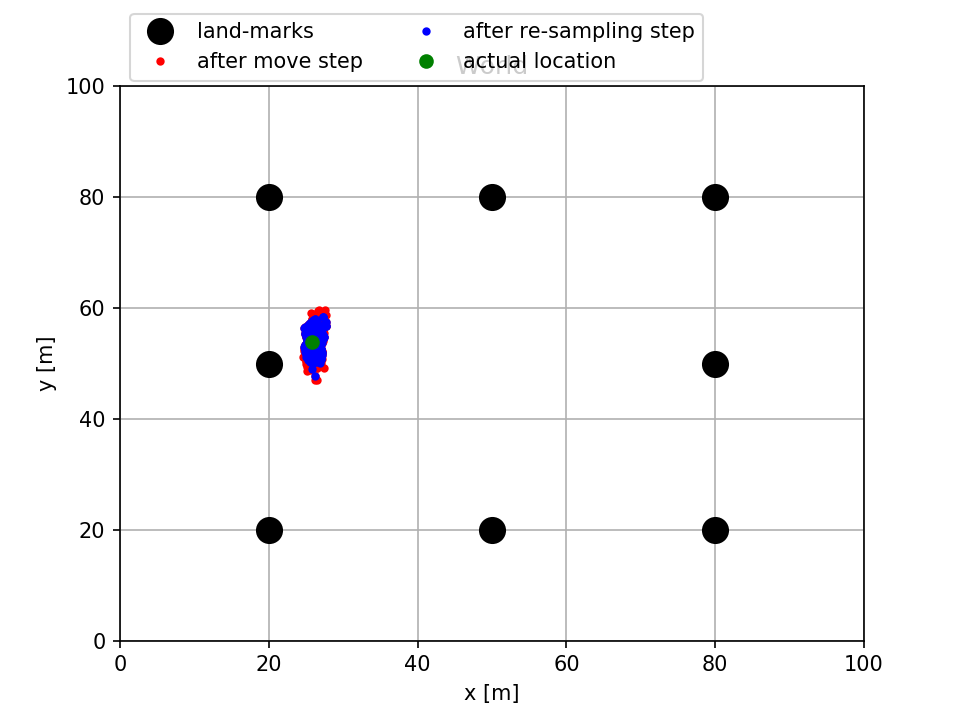 land-marks
after move step
after re-sampling step
actual location
World
100
80
60
40
20
0
y [m]
0 20 40 60 80 100
x [m]